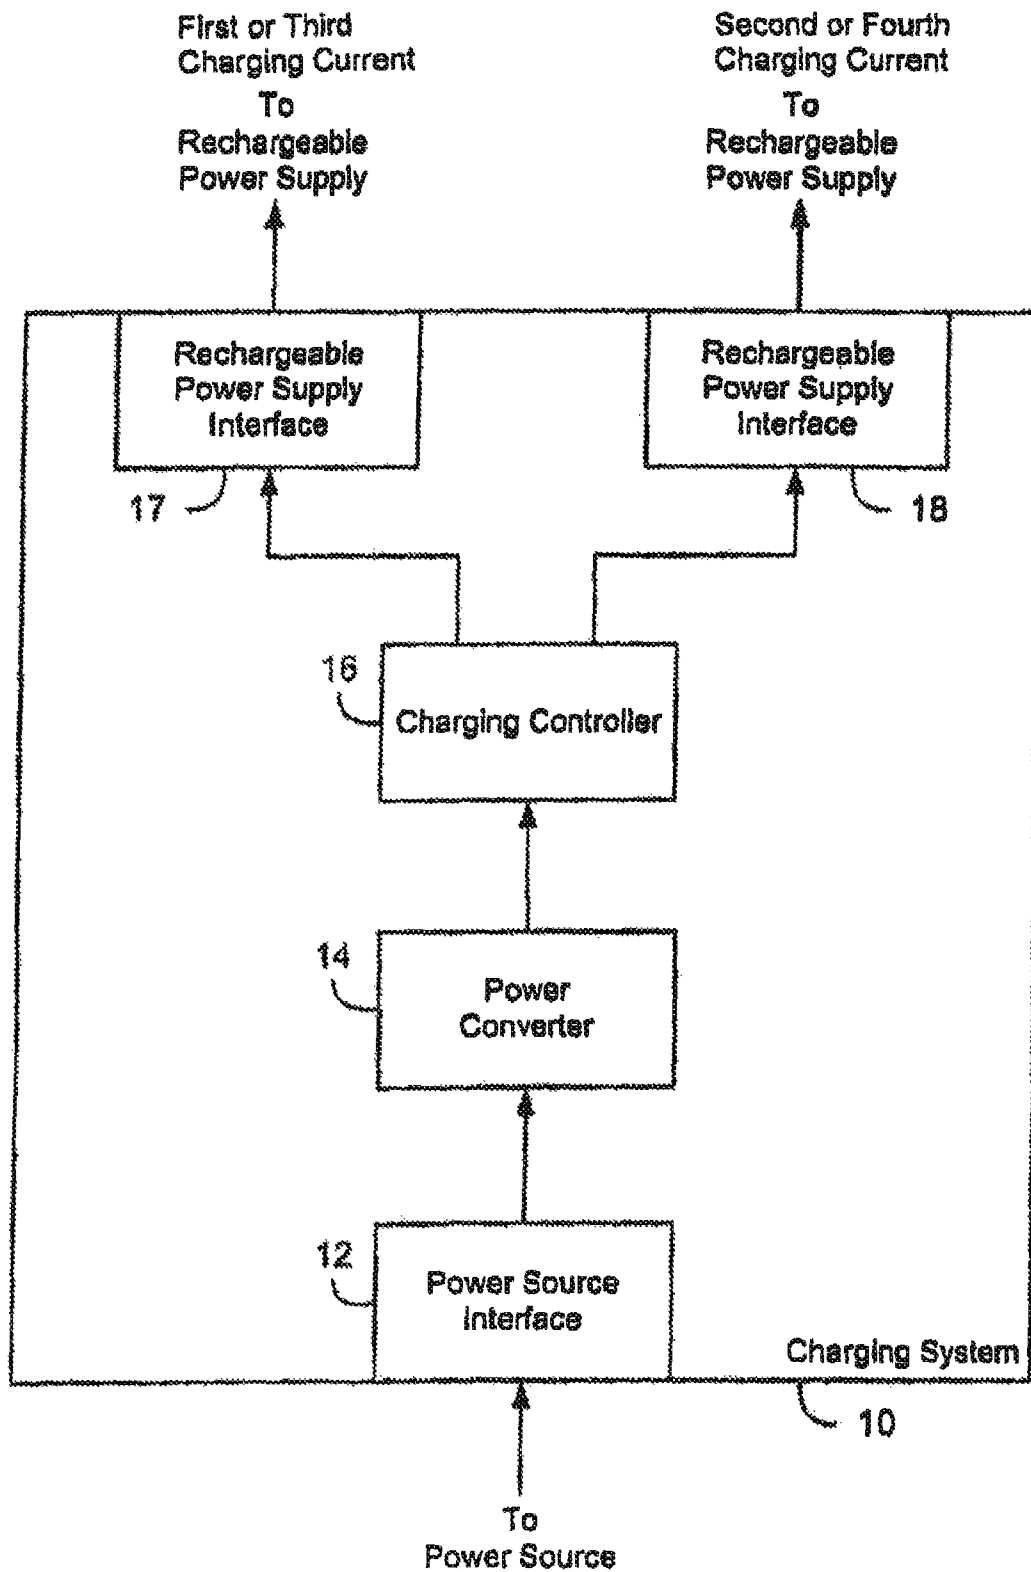 First or Third
Charging Current
To
Rechargeable
Power Supply
Second or Fourth
Charging Current
To
Rechargeable
Power Supply
Rechargeable
Power Supply
Interface
Rechargeable
Power Supply
Interface
17
18
16
Charging Controller
14
Power
Converter
12
Power Source
Interface
Charging System
10
To
Power Source